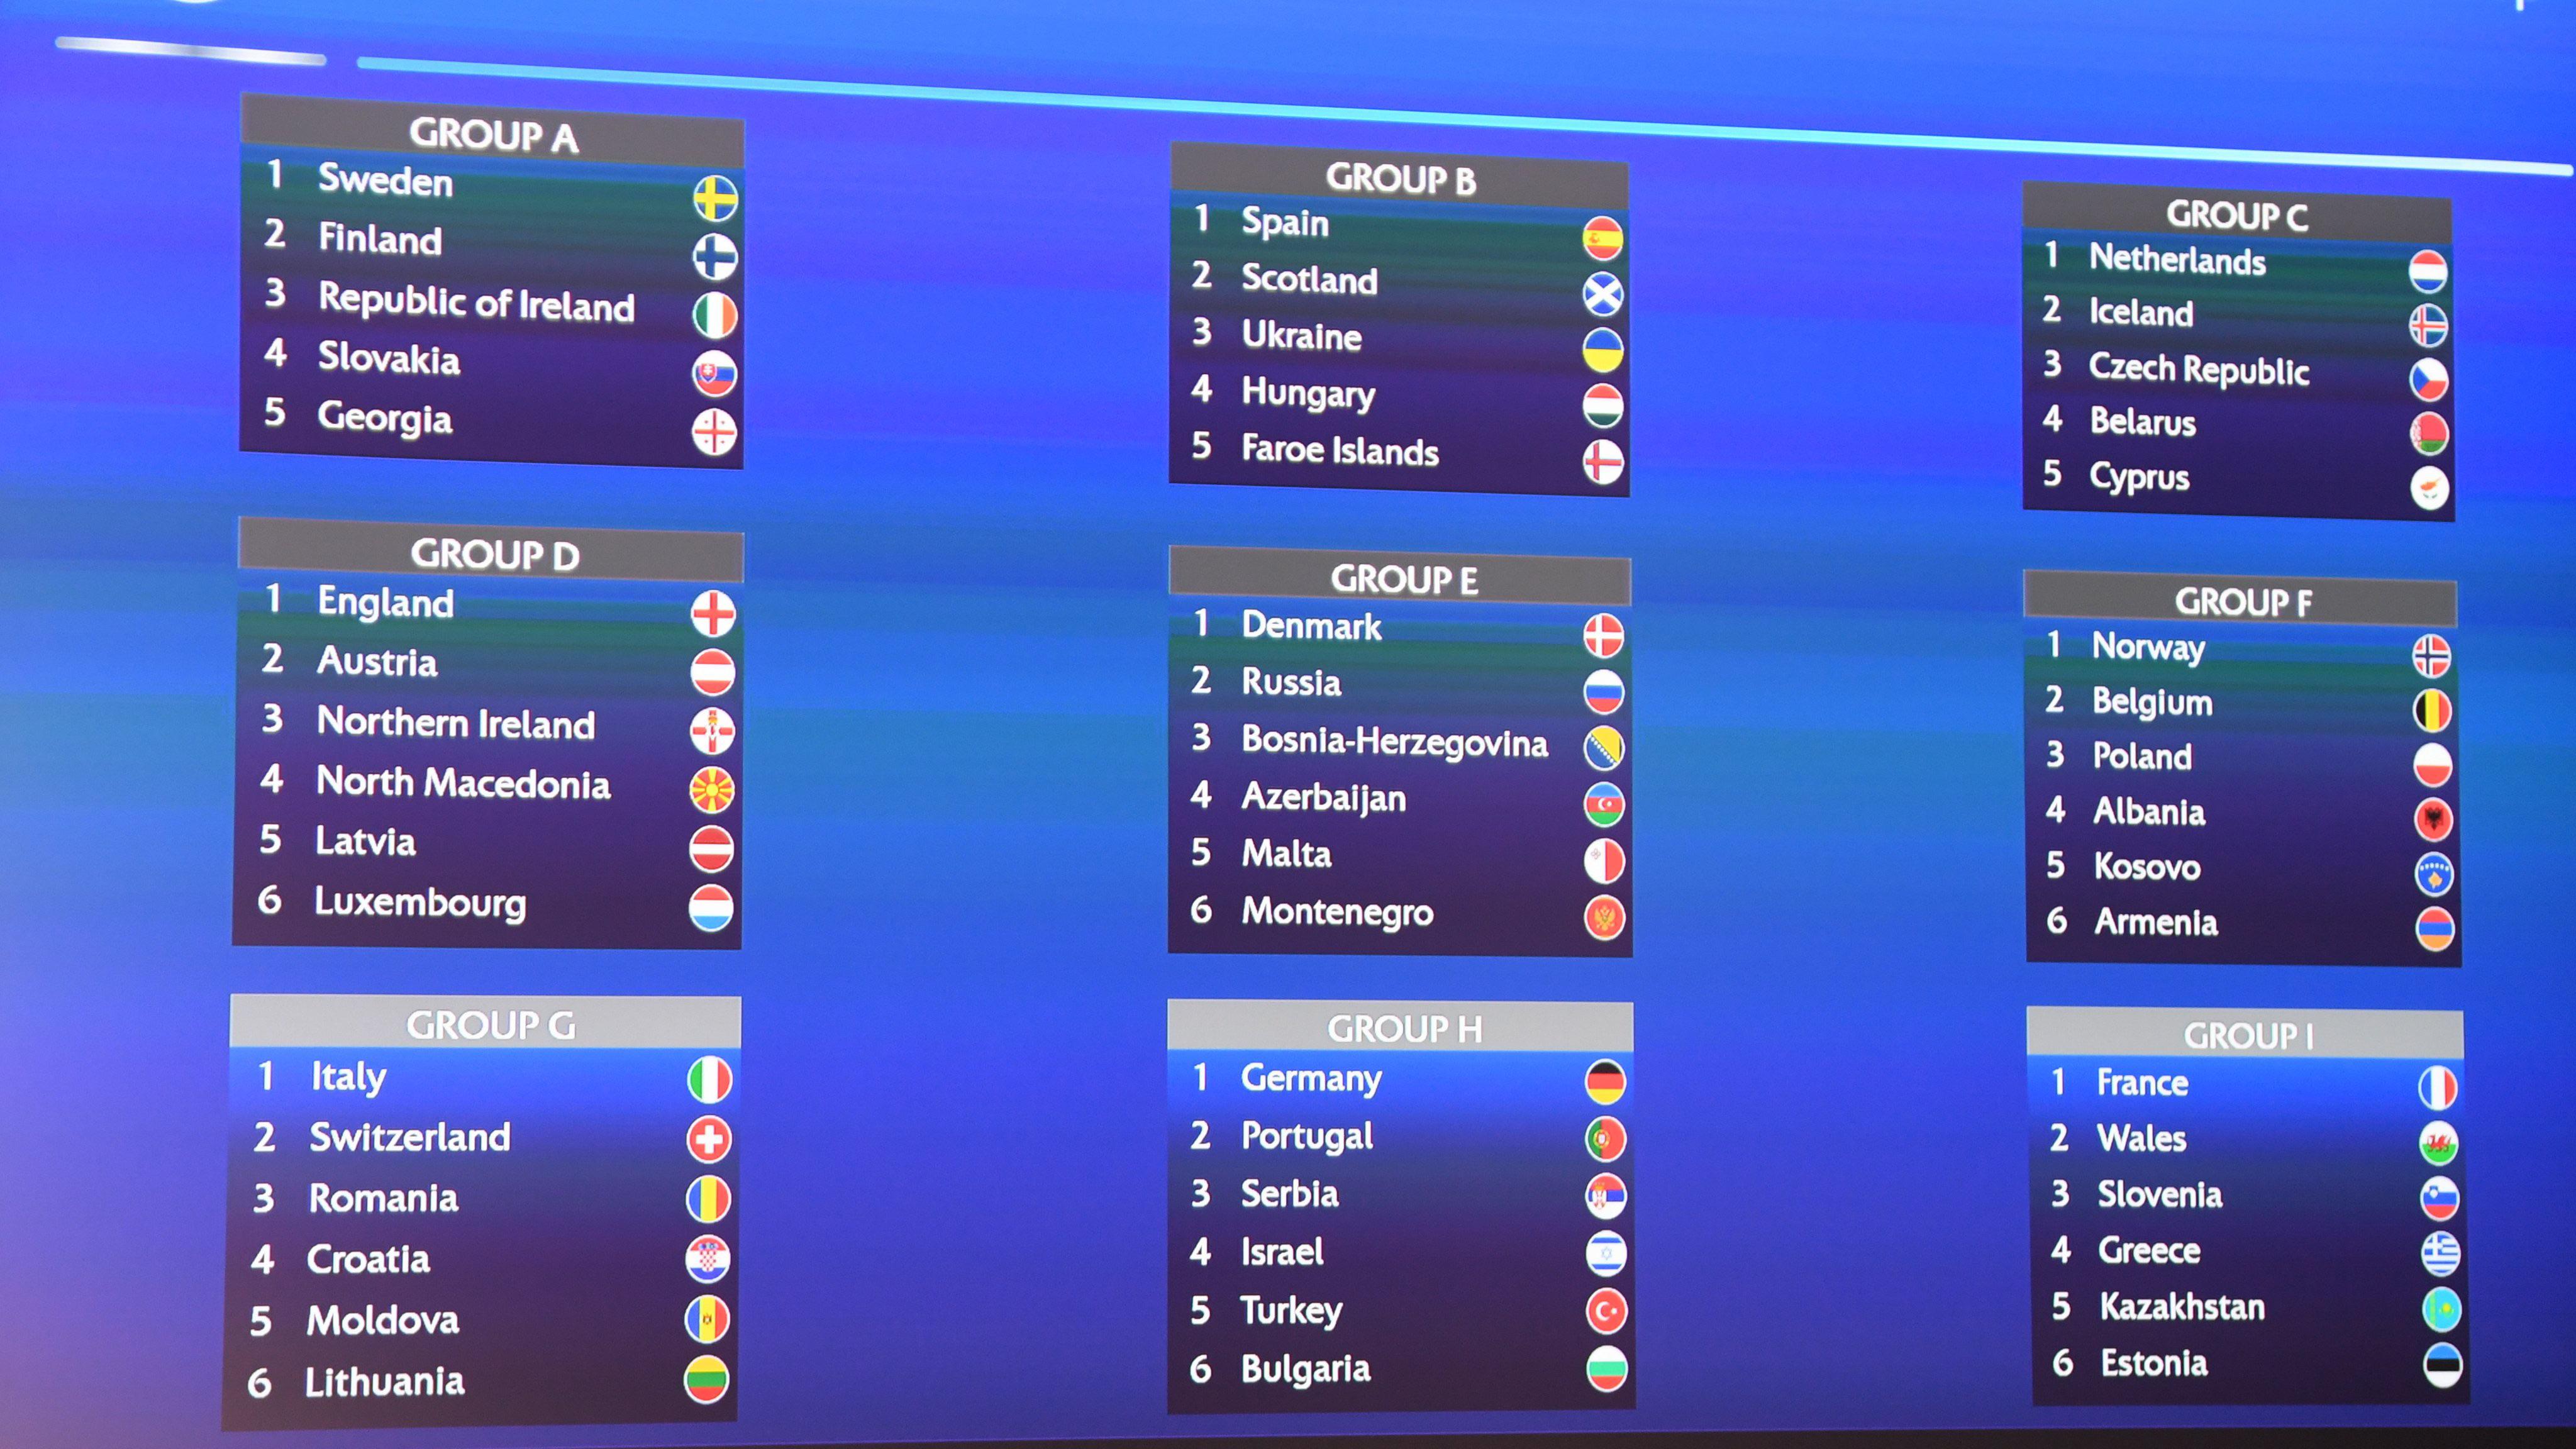 GROUP A
1 Sweden
2 Finland
3 Republic of Ireland
4 Slovakia
5 Georgia
GROUP B
1 Spain
2 Scotland
3 Ukraine
4 Hungary
5 Faroe Islands
GROUP C
1 Netherlands
2 Iceland
3 Czech Republic
4 Belarus
5 Cyprus
GROUP D
1 England
2 Austria
3 Northern Ireland
4 North Macedonia
5 Latvia
6 Luxembourg
GROUP E
1 Denmark
2 Russia
3 Bosnia-Herzegovina
4 Azerbaijan
5 Malta
6 Montenegro
GROUP F
1 Norway
2 Belgium
3 Poland
4 Albania
5 Kosovo
6 Armenia
GROUP G
1 Italy
2 Switzerland
3 Romania
4 Croatia
5 Moldova
6 Lithuania
GROUP H
1 Germany
2 Portugal
3 Serbia
4 Israel
5 Turkey
6 Bulgaria
GROUP I
1 France
2 Wales
3 Slovenia
4 Greece
5 Kazakhstan
6 Estonia